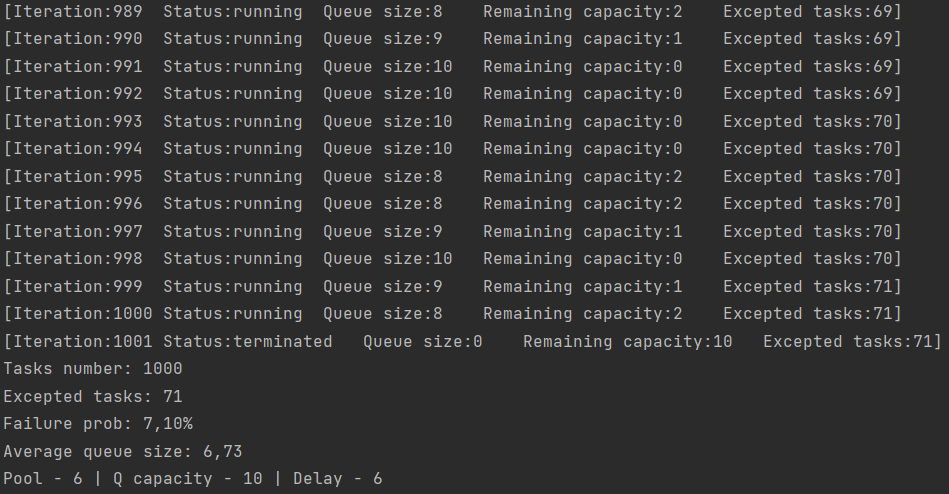 [Iteration:989  Status:running  Queue size:8    Remaining capacity:2    Excepted tasks:69]
[Iteration:990  Status:running  Queue size:9    Remaining capacity:1    Excepted tasks:69]
[Iteration:991  Status:running  Queue size:10   Remaining capacity:0    Excepted tasks:69]
[Iteration:992  Status:running  Queue size:10   Remaining capacity:0    Excepted tasks:69]
[Iteration:993  Status:running  Queue size:10   Remaining capacity:0    Excepted tasks:70]
[Iteration:994  Status:running  Queue size:10   Remaining capacity:0    Excepted tasks:70]
[Iteration:995  Status:running  Queue size:8    Remaining capacity:2    Excepted tasks:70]
[Iteration:996  Status:running  Queue size:8    Remaining capacity:2    Excepted tasks:70]
[Iteration:997  Status:running  Queue size:9    Remaining capacity:1    Excepted tasks:70]
[Iteration:998  Status:running  Queue size:10   Remaining capacity:0    Excepted tasks:70]
[Iteration:999  Status:running  Queue size:9    Remaining capacity:1    Excepted tasks:71]
[Iteration:1000 Status:running  Queue size:8    Remaining capacity:2    Excepted tasks:71]
[Iteration:1001 Status:terminated   Queue size:0    Remaining capacity:10   Excepted tasks:71]
Tasks number: 1000
Excepted tasks: 71
Failure prob: 7,10%
Average queue size: 6,73
Pool - 6 | Q capacity - 10 | Delay - 6